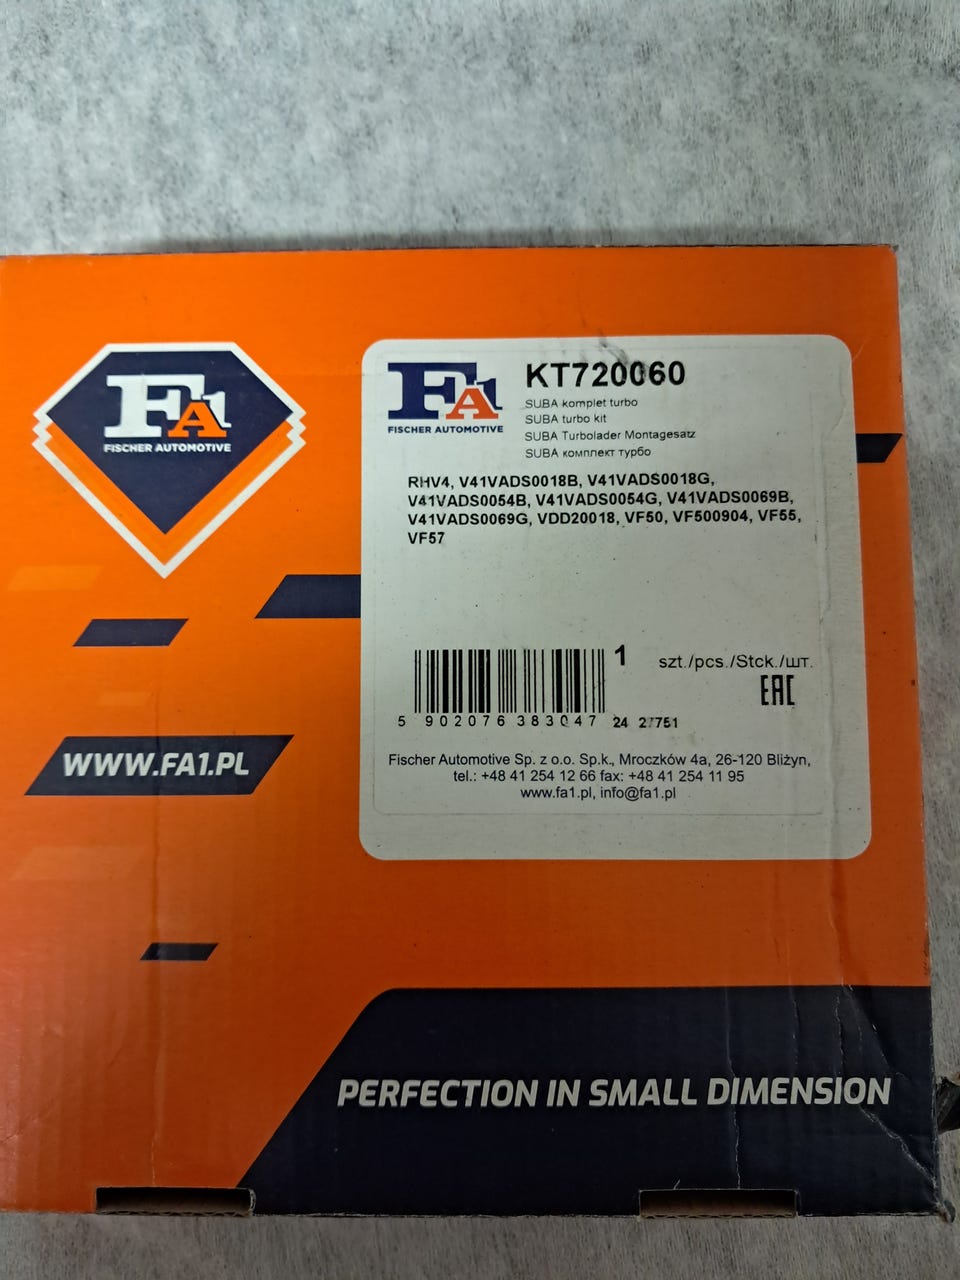 FA1
FISCHER AUTOMOTIVE
WWW.FA1.PL
FA1
FISCHER AUTOMOTIVE
KT720060
SUBA komplet turbo
SUBA turbo kit
SUBA Turbolader Montagesatz
SUBA комплект турбо
RHV4, V41VADS0018B, V41VADS0018G,
V41VADS0054B, V41VADS0054G, V41VADS0069B,
V41VADS0069G, VDD20018, VF50, VF500904, VF55,
VF57
1 szt./pcs./Stck./шт.
EAC
5 902076 383047 24 27751
Fischer Automotive Sp. z o.o. Sp.k., Mroczków 4a, 26-120 Bliżyn,
tel.: +48 41 254 12 66 fax: +48 41 254 11 95
www.fa1.pl, info@fa1.pl
PERFECTION IN SMALL DIMENSION